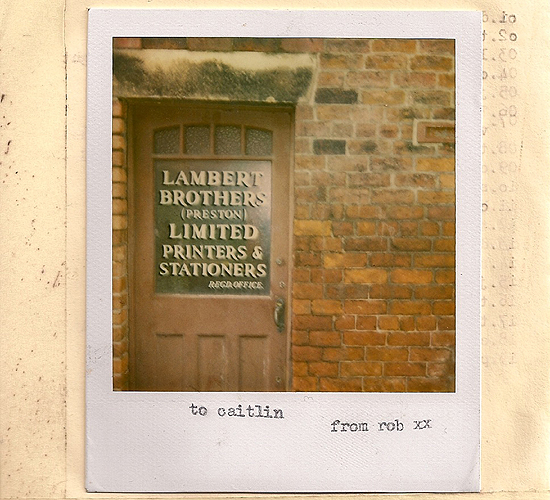 LAMBERT
BROTHERS
(PRESTON)
LIMITED
PRINTERS &
STATIONERS
REGD. OFFICE.
to caitlin
from rob xx